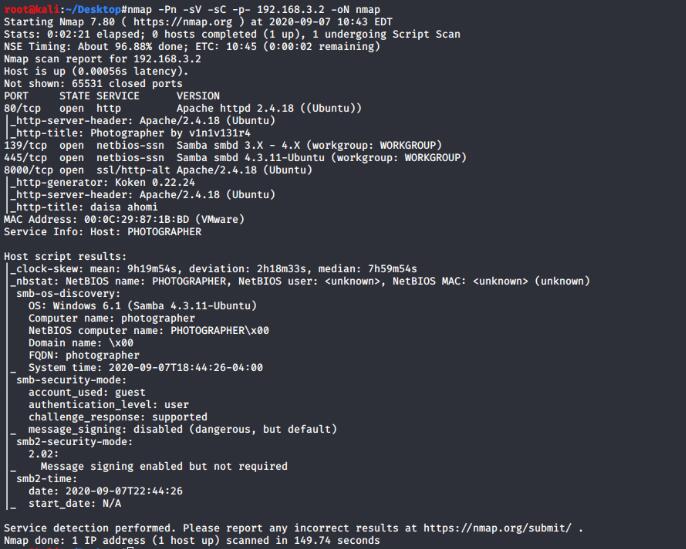 root@kali:~/Desktop#nmap -Pn -sV -sC -p- 192.168.3.2 -oN nmap
Starting Nmap 7.80 ( https://nmap.org ) at 2020-09-07 10:43 EDT
Stats: 0:02:21 elapsed; 0 hosts completed (1 up), 1 undergoing Script Scan
NSE Timing: About 96.88% done; ETC: 10:45 (0:00:02 remaining)
Nmap scan report for 192.168.3.2
Host is up (0.00056s latency).
Not shown: 65531 closed ports
PORT     STATE SERVICE     VERSION
80/tcp   open  http        Apache httpd 2.4.18 ((Ubuntu))
|_http-server-header: Apache/2.4.18 (Ubuntu)
|_http-title: Photographer by v1n1v131r4
139/tcp  open  netbios-ssn Samba smbd 3.X - 4.X (workgroup: WORKGROUP)
445/tcp  open  netbios-ssn Samba smbd 4.3.11-Ubuntu (workgroup: WORKGROUP)
8000/tcp open  ssl/http-alt Apache/2.4.18 (Ubuntu)
|_http-generator: Koken 0.22.24
|_http-server-header: Apache/2.4.18 (Ubuntu)
|_http-title: daisa ahomi
MAC Address: 00:0C:29:87:1B:BD (VMware)
Service Info: Host: PHOTOGRAPHER

Host script results:
|_clock-skew: mean: 9h19m54s, deviation: 2h18m33s, median: 7h59m54s
|_nbstat: NetBIOS name: PHOTOGRAPHER, NetBIOS user: <unknown>, NetBIOS MAC: <unknown> (unknown)
| smb-os-discovery:
|   OS: Windows 6.1 (Samba 4.3.11-Ubuntu)
|   Computer name: photographer
|   NetBIOS computer name: PHOTOGRAPHER\x00
|   Domain name: \x00
|   FQDN: photographer
|_  System time: 2020-09-07T18:44:26-04:00
| smb-security-mode:
|   account_used: guest
|   authentication_level: user
|   challenge_response: supported
|_  message_signing: disabled (dangerous, but default)
| smb2-security-mode:
|   2.02:
|_    Message signing enabled but not required
| smb2-time:
|   date: 2020-09-07T22:44:26
|_  start_date: N/A

Service detection performed. Please report any incorrect results at https://nmap.org/submit/ .
Nmap done: 1 IP address (1 host up) scanned in 149.74 seconds